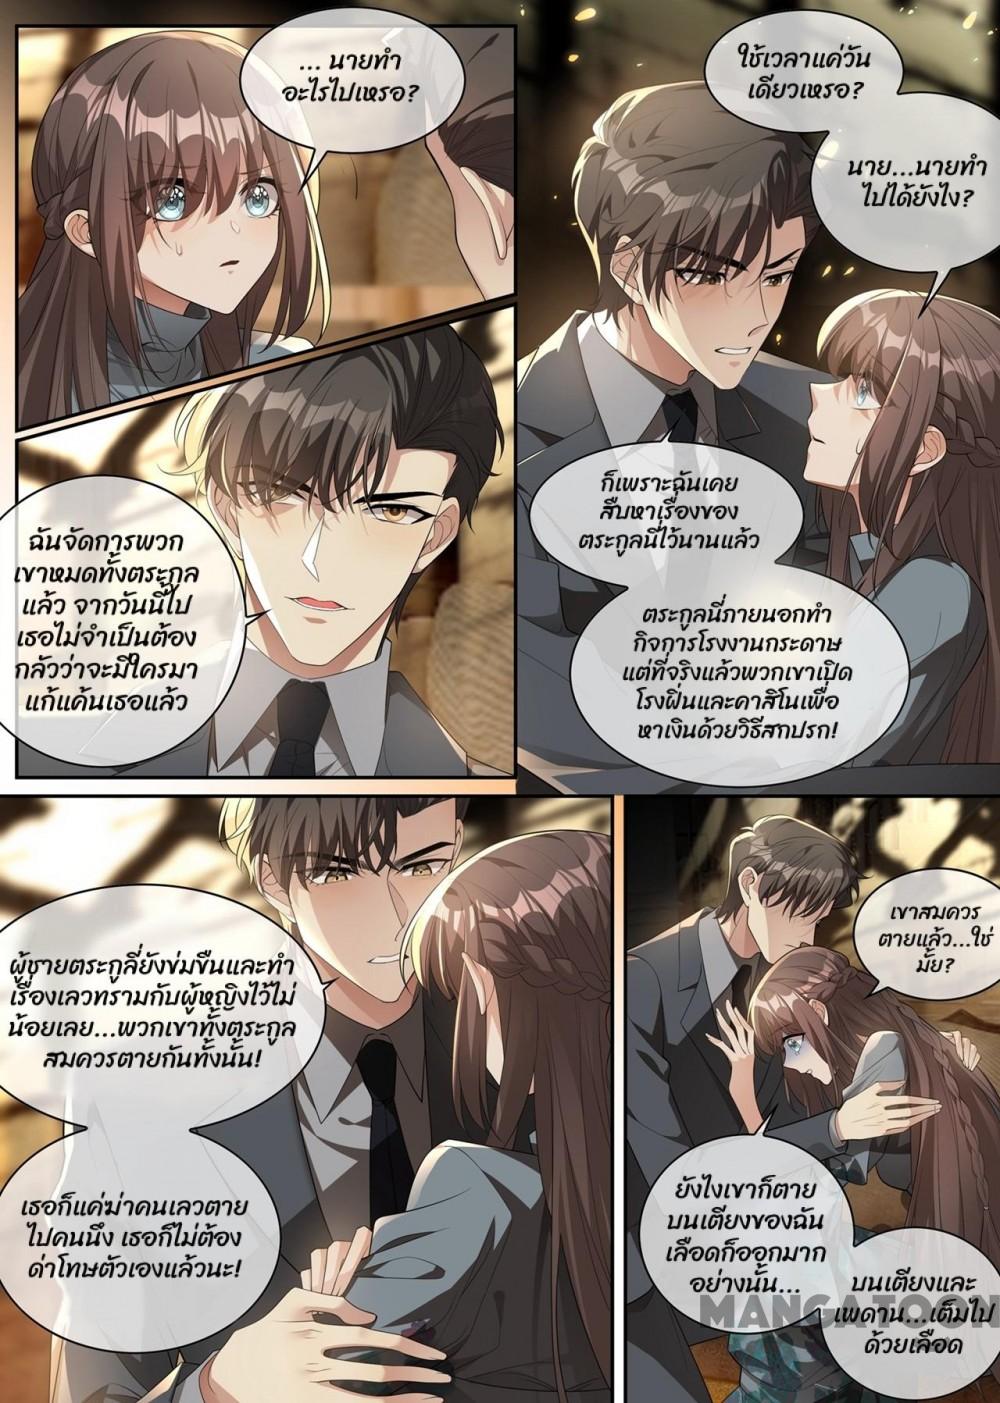 ... นายทำ
อะไรไปเหรอ?
ฉันจัดการพวก
เขาหมดทั้งตระกูล
แล้ว จากวันนี้ไป
เธอไม่จำเป็นต้อง
กลัวว่าจะมีใครมา
แก้แค้นเธอแล้ว
ใช้เวลาแค่วัน
เดียวเหรอ?
นาย...นายทำ
ไปได้ยังไง?
ก็เพราะฉันเคย
สืบหาเรื่องของ
ตระกูลนี่ไว้นานแล้ว
ตระกูลนี่ภายนอกทำ
กิจการโรงงานกระดาษ
แต่ที่จริงแล้วพวกเขาเปิด
โรงฝิ่นและคาสิโนเพื่อ
หาเงินด้วยวิธีสกปรก!
ผู้ชายตระกูลี่ยังข่มขืนและทำ
เรื่องเลวทรามกับผู้หญิงไว้ไม่
น้อยเลย...พวกเขาทั้งตระกูล
สมควรตายกันทั้งนั้น!
เธอก็แค่ฆ่าคนเลวตาย
ไปคนนึง เธอก็ไม่ต้อง
ด่าโทษตัวเองแล้วนะ!
เขาสมควร
ตายแล้ว...ใช่
มั้ย?
ยังไงเขาก็ตาย
บนเตียงของฉัน
เลือดก็ออกมาก
อย่างนั้น...
บนเตียงและ
เพดาน...เต็มไป
ด้วยเลือด
MANGATOON